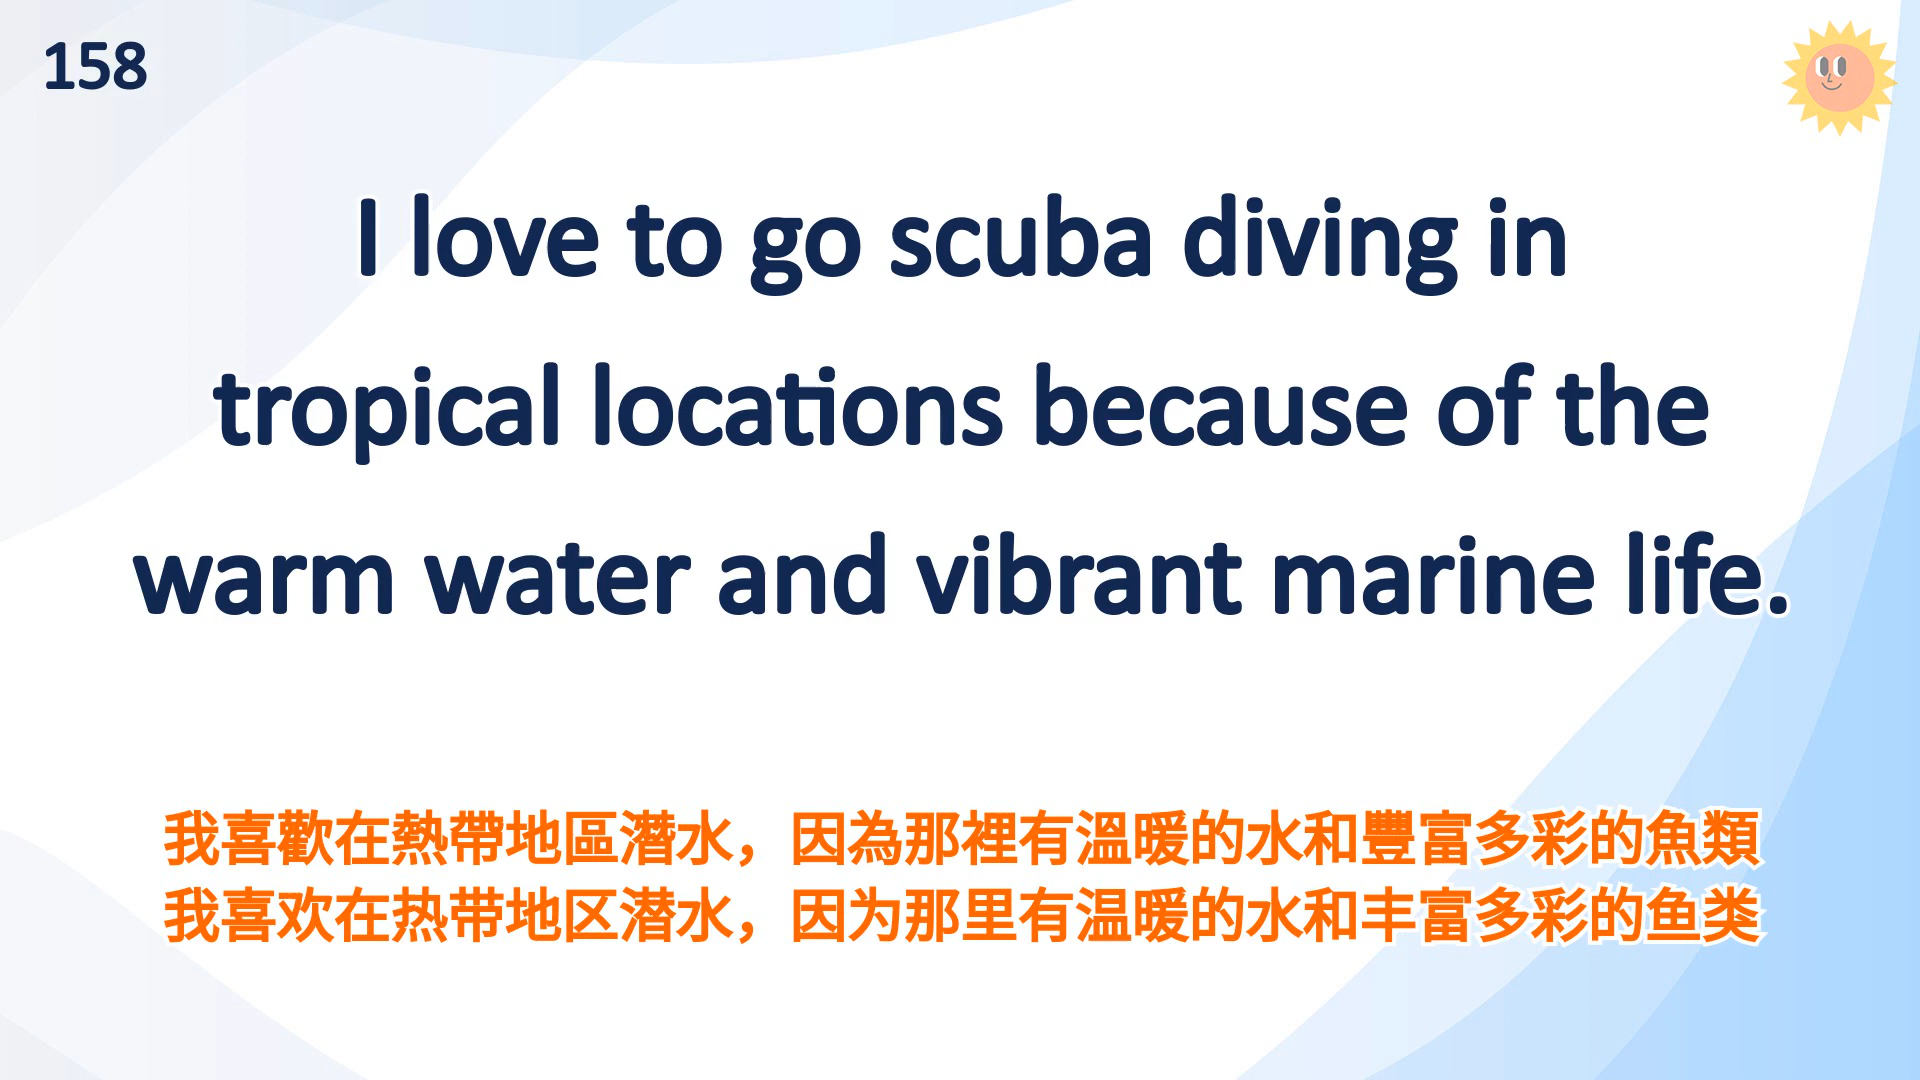 158
I love to go scuba diving in
tropical locations because of the
warm water and vibrant marine life.
我喜歡在熱帶地區潛水，因為那裡有溫暖的水和豐富多彩的魚類
我喜欢在热带地区潜水，因为那里有温暖的水和丰富多彩的鱼类